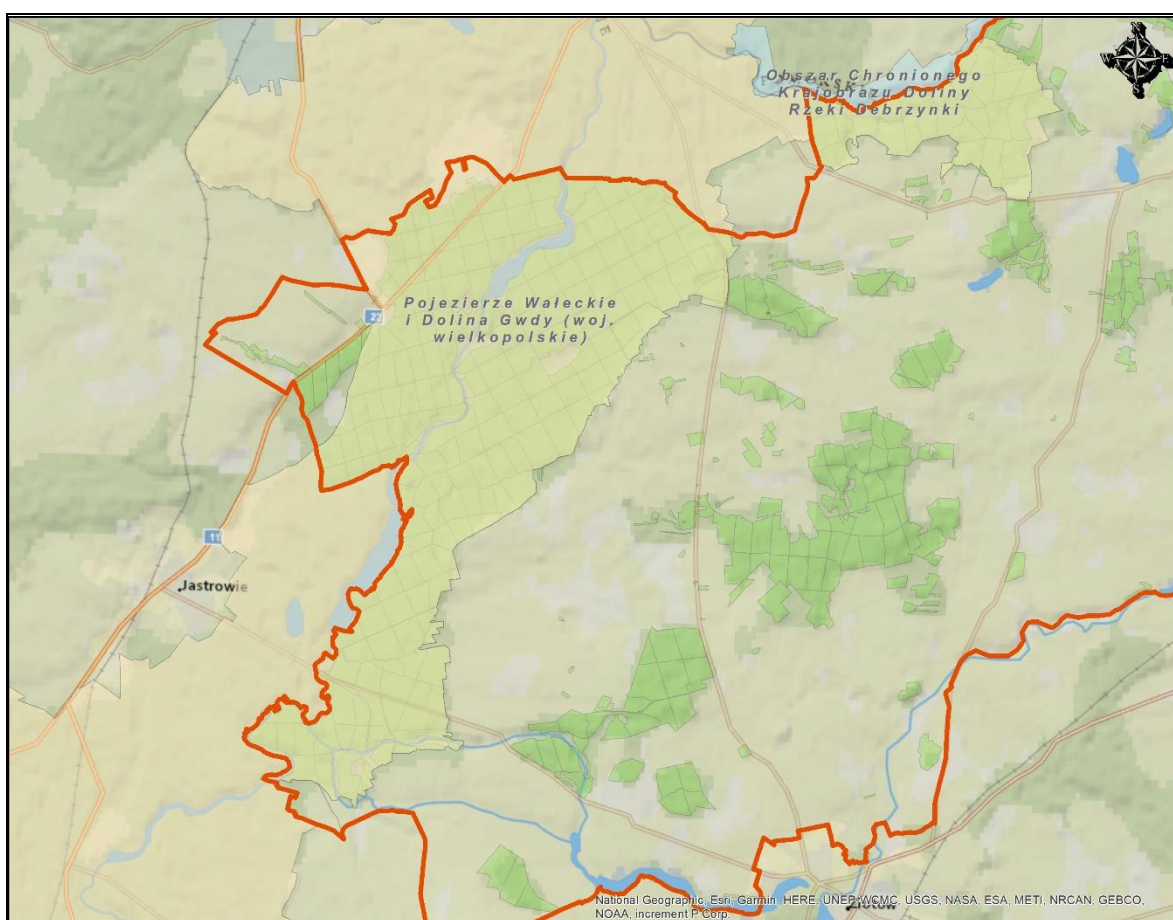 Obszar Chronionego
Krajobrazu Doliny
Rzeki Debrzynki
Pojezierze Wałeckie
i Dolina Gwdy (woj.
wielkopolskie)
22
11
Jastrowie
Złotów
National Geographic, Esri, Garmin, HERE, UNEP-WCMC, USGS, NASA, ESA, METI, NRCAN, GEBCO,
NOAA, increment P Corp.